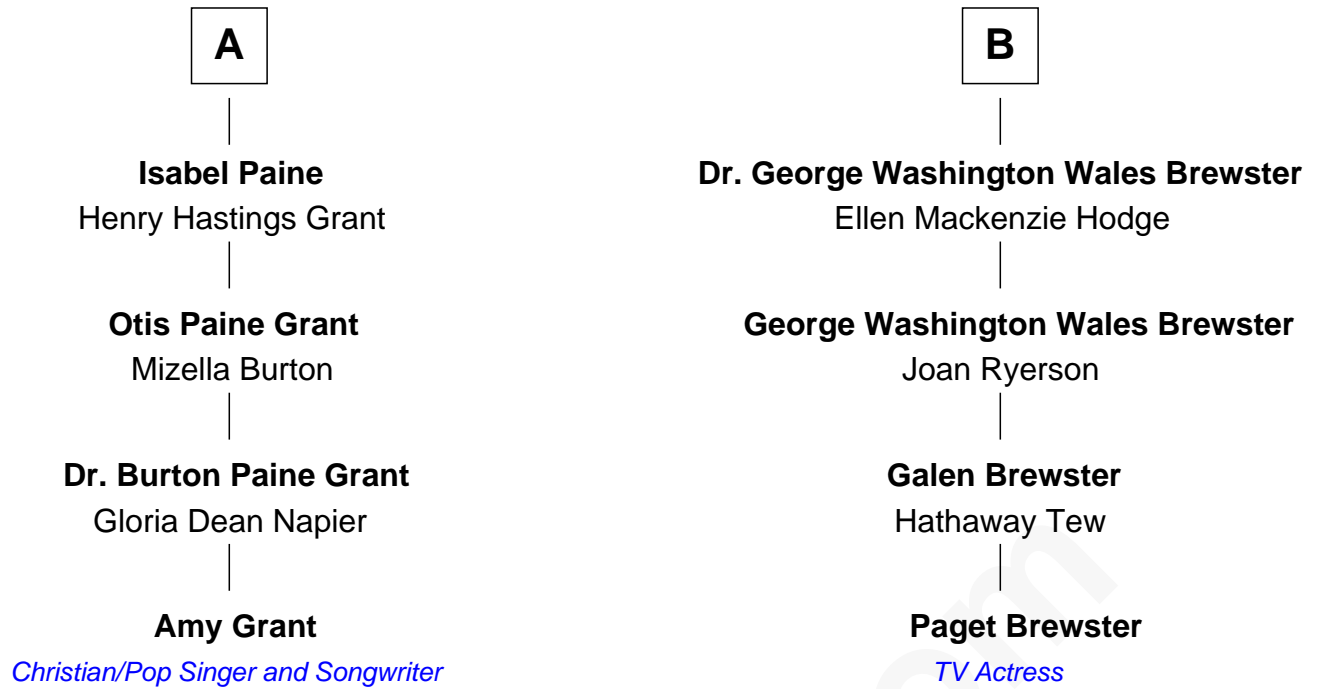 A
Isabel Paine
Henry Hastings Grant
Otis Paine Grant
Mizella Burton
Dr. Burton Paine Grant
Gloria Dean Napier
Amy Grant
Christian/Pop Singer and Songwriter
B
Dr. George Washington Wales Brewster
Ellen Mackenzie Hodge
George Washington Wales Brewster
Joan Ryerson
Galen Brewster
Hathaway Tew
Paget Brewster
TV Actress